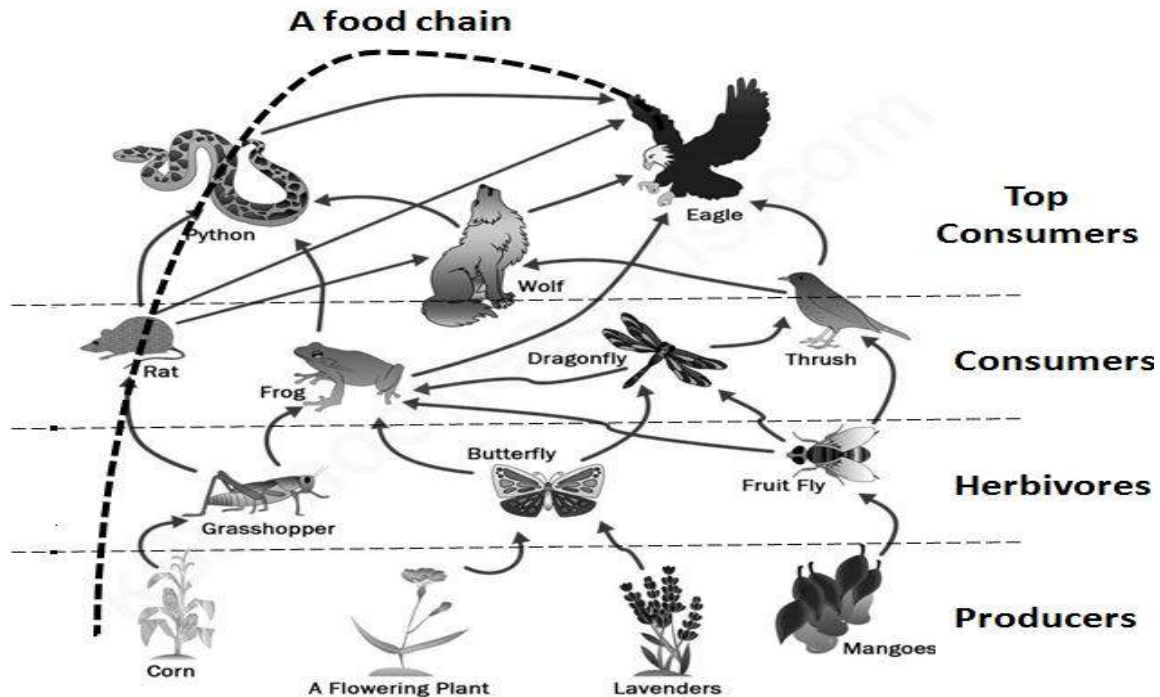 A food chain
Python
Eagle
Top
Consumers
Wolf
Rat
Frog
Dragonfly
Thrush
Consumers
Butterfly
Fruit Fly
Herbivores
Grasshopper
Corn
A Flowering Plant
Lavenders
Mangoes
Producers